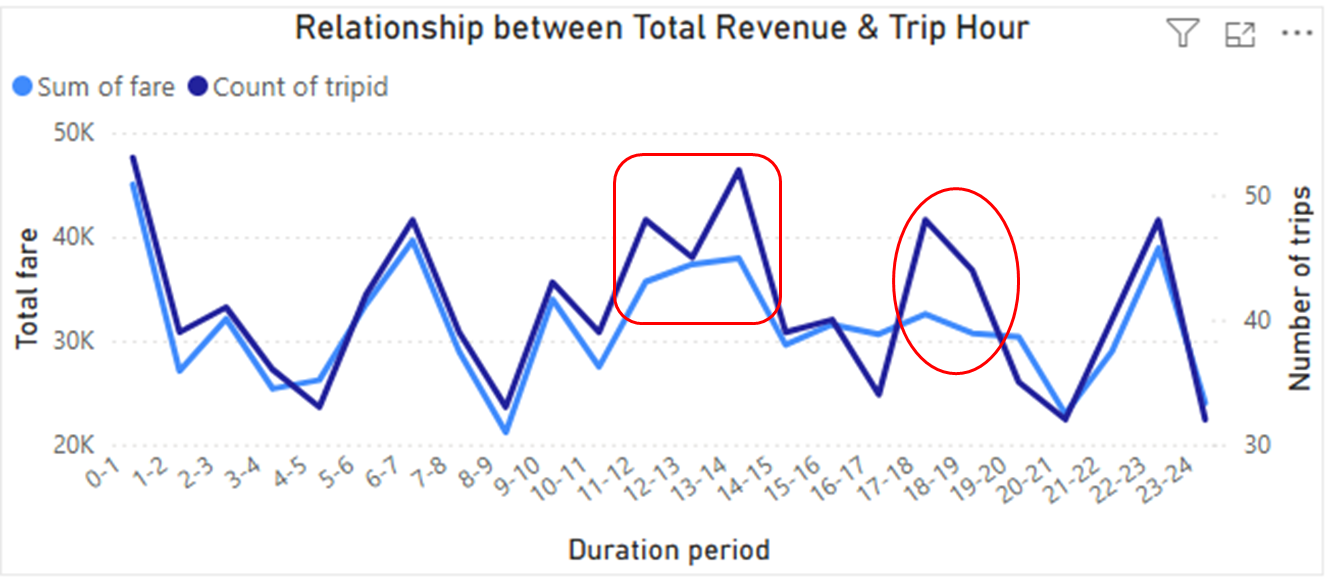 Relationship between Total Revenue & Trip Hour
Sum of fare Count of tripid
Total fare
50K
40K
30K
20K
50
40
30
Number of trips
0-1 1-2 2-3 3-4 4-5 5-6 6-7 7-8 8-9 9-10 10-11 11-12 12-13 13-14 14-15 15-16 16-17 17-18 18-19 19-20 20-21 21-22 22-23 23-24
Duration period